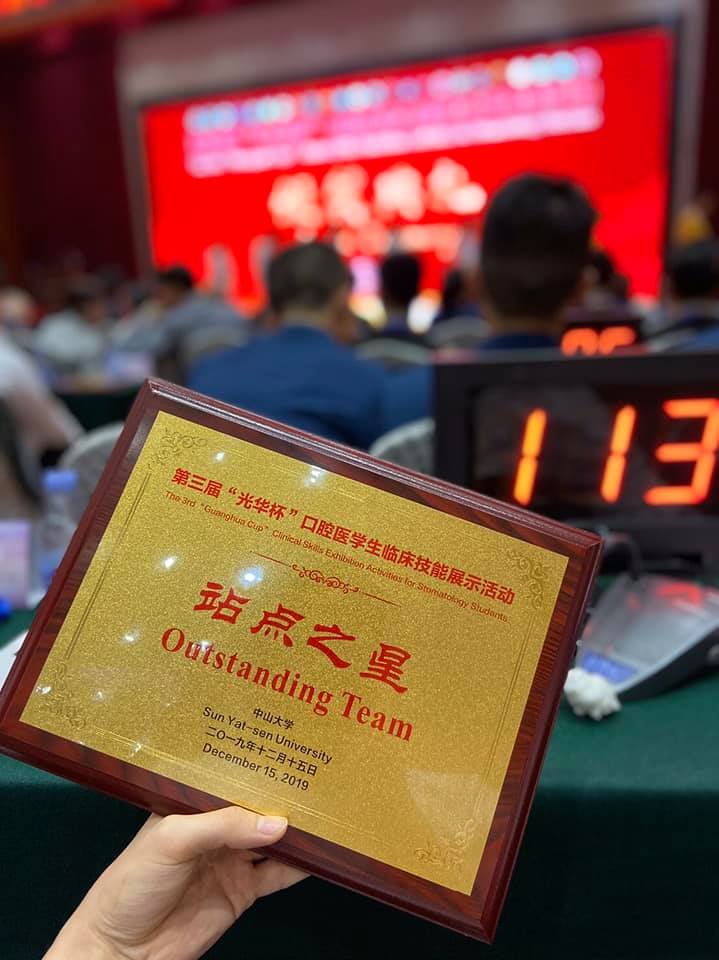 第三届“光华杯”口腔医学生临床技能展示活动
The 3rd “Guanghua Cup” Clinical Skills Exhibition Activities for Stomatology Students
站点之星
Outstanding Team
中山大学
Sun Yat-sen University
二〇一九年十二月十五日
December 15, 2019
113